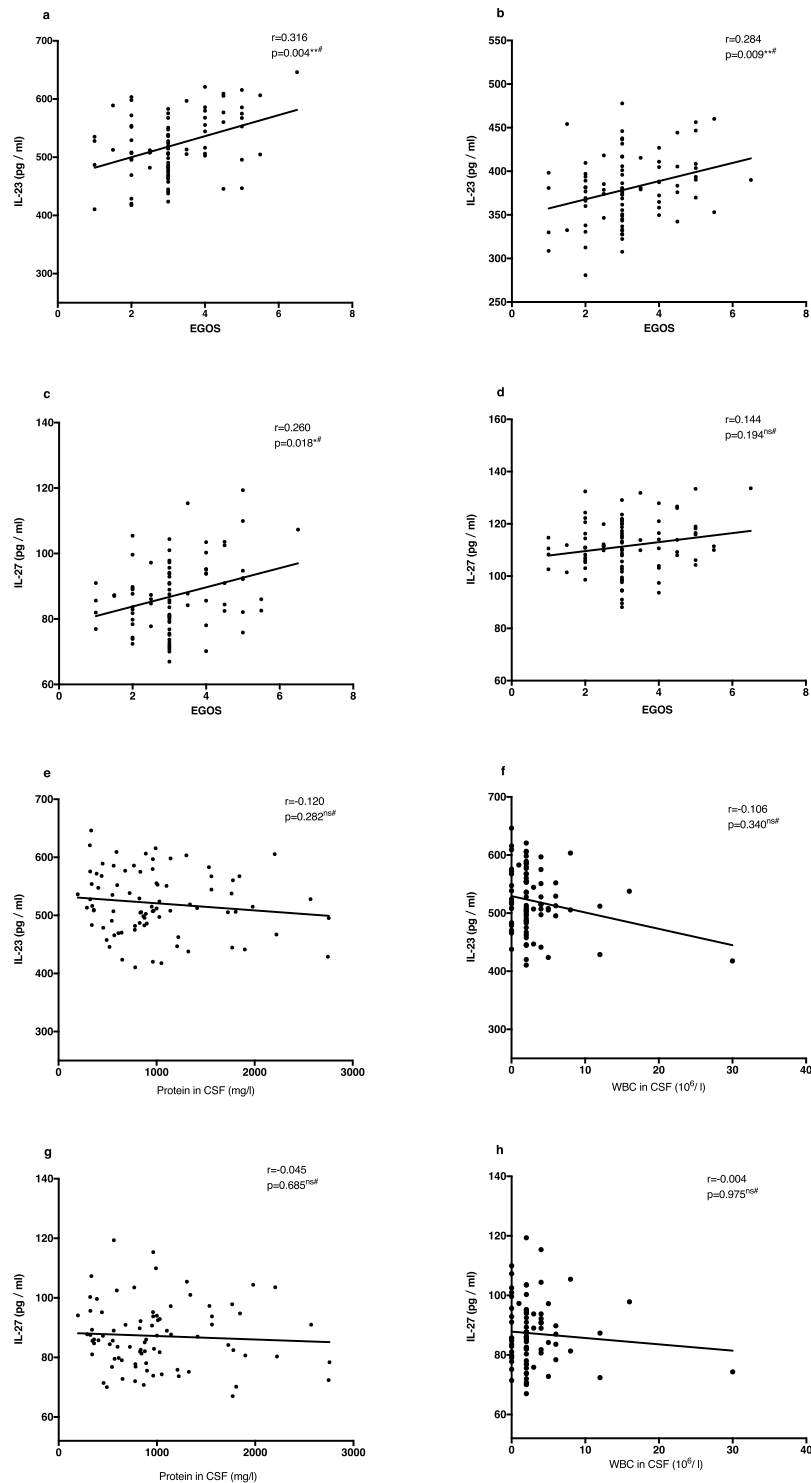 a
r=0.316
p=0.004**#
700
600
500
400
300
IL-23 (pg / ml)
0 2 4 6 8
EGOS
b
r=0.284
p=0.009**#
550
500
450
400
350
300
250
IL-23 (pg / ml)
0 2 4 6 8
EGOS
c
r=0.260
p=0.018*#
140
120
100
80
60
IL-27 (pg / ml)
0 2 4 6 8
EGOS
d
r=0.144
p=0.194ns#
160
140
120
100
80
60
IL-27 (pg / ml)
0 2 4 6 8
EGOS
e
r=-0.120
p=0.282ns#
700
600
500
400
300
IL-23 (pg / ml)
0 1000 2000 3000
Protein in CSF (mg/l)
f
r=-0.106
p=0.340ns#
700
600
500
400
300
IL-23 (pg / ml)
0 10 20 30 40
WBC in CSF (10⁶/ l)
g
r=-0.045
p=0.685ns#
140
120
100
80
60
IL-27 (pg / ml)
0 1000 2000 3000
Protein in CSF (mg/l)
h
r=-0.004
p=0.975ns#
140
120
100
80
60
IL-27 (pg / ml)
0 10 20 30 40
WBC in CSF (10⁶/ l)